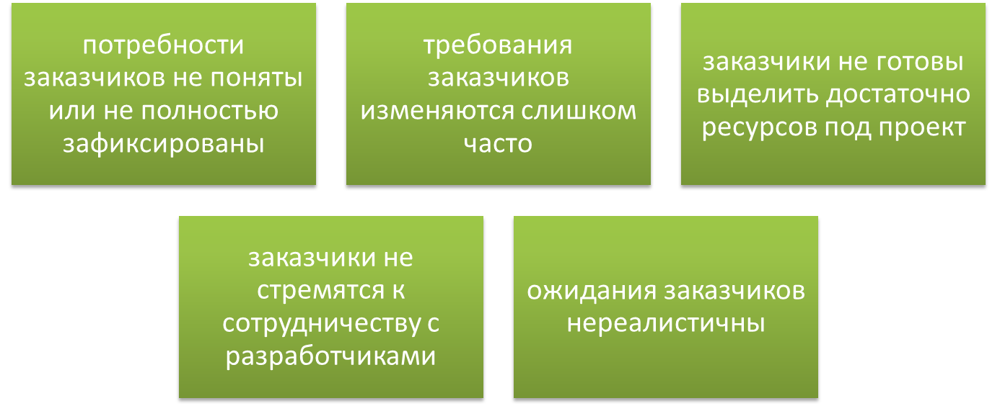 потребности
заказчиков не поняты
или не полностью
зафиксированы
требования
заказчиков
изменяются слишком
часто
заказчики не готовы
выделить достаточно
ресурсов под проект
заказчики не
стремятся к
сотрудничеству с
разработчиками
ожидания заказчиков
нереалистичны